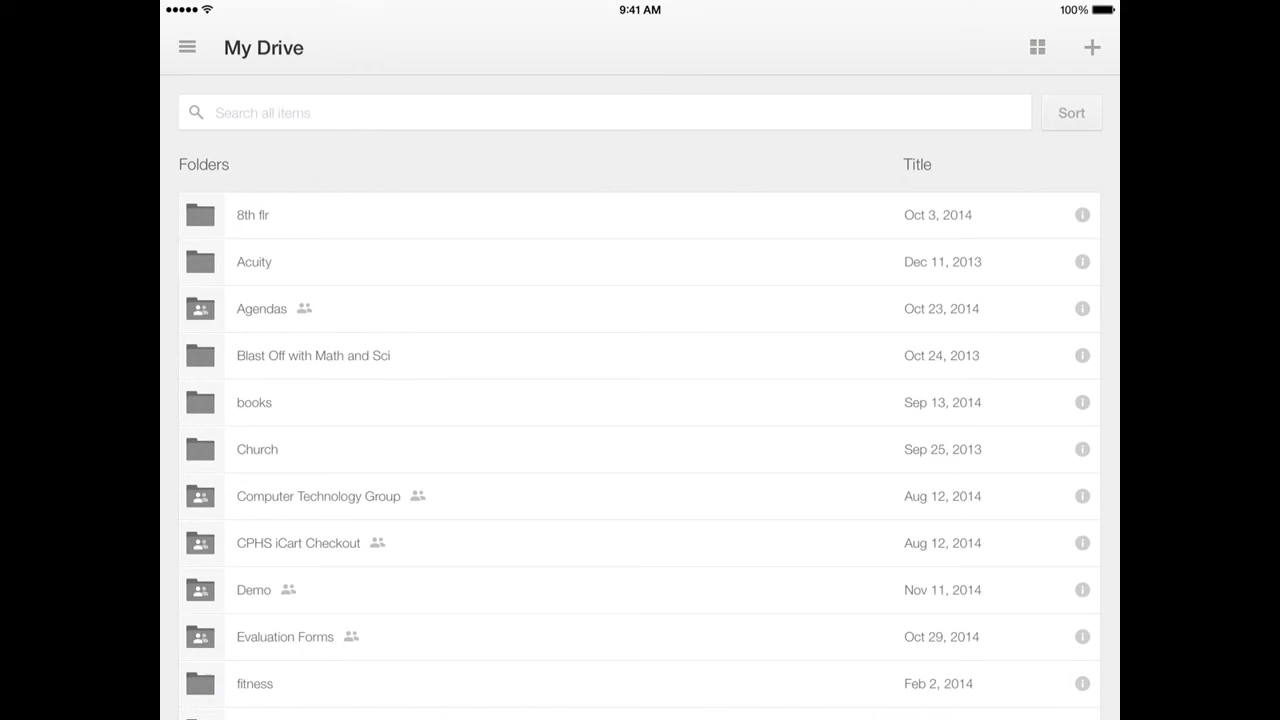 9:41 AM 100%
My Drive
Search all items Sort
Folders Title
8th flr Oct 3, 2014
Acuity Dec 11, 2013
Agendas Oct 23, 2014
Blast Off with Math and Sci Oct 24, 2013
books Sep 13, 2014
Church Sep 25, 2013
Computer Technology Group Aug 12, 2014
CPHS iCart Checkout Aug 12, 2014
Demo Nov 11, 2014
Evaluation Forms Oct 29, 2014
fitness Feb 2, 2014